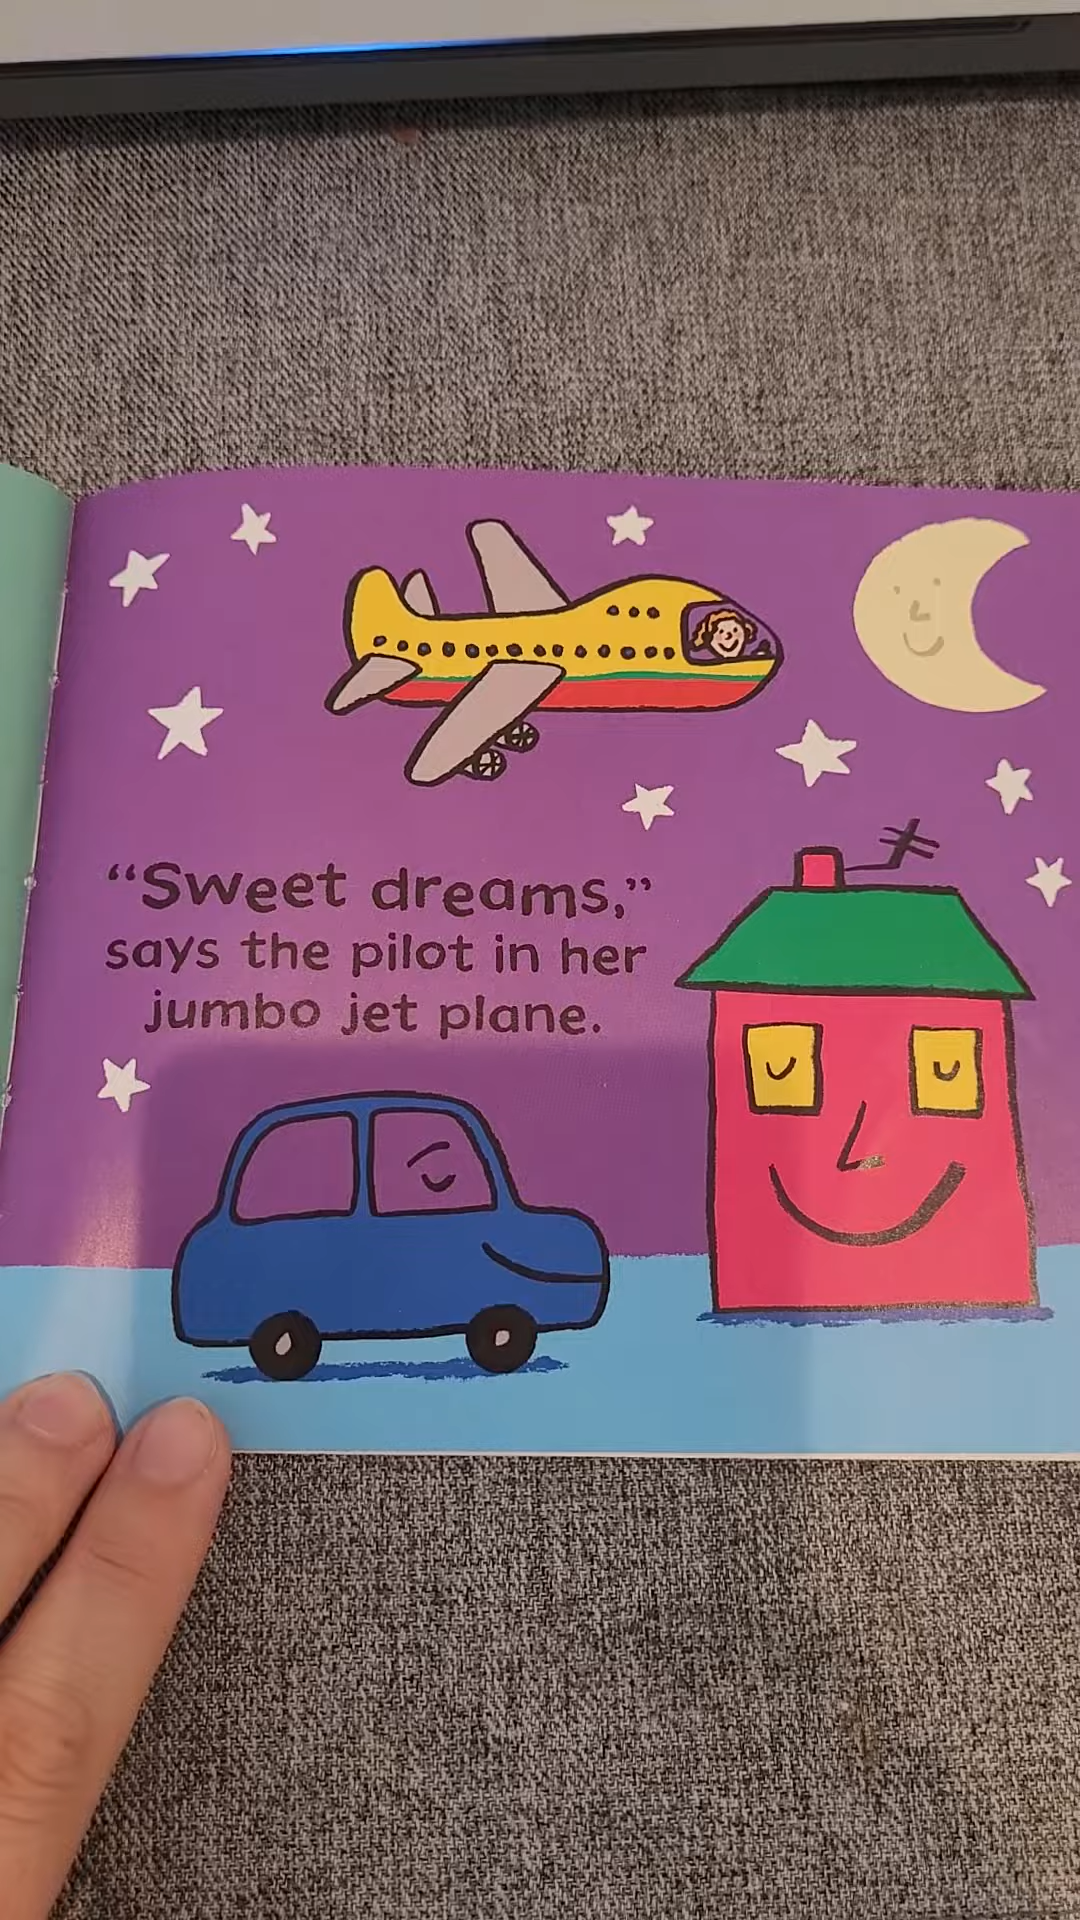 “Sweet dreams,”
says the pilot in her
jumbo jet plane.